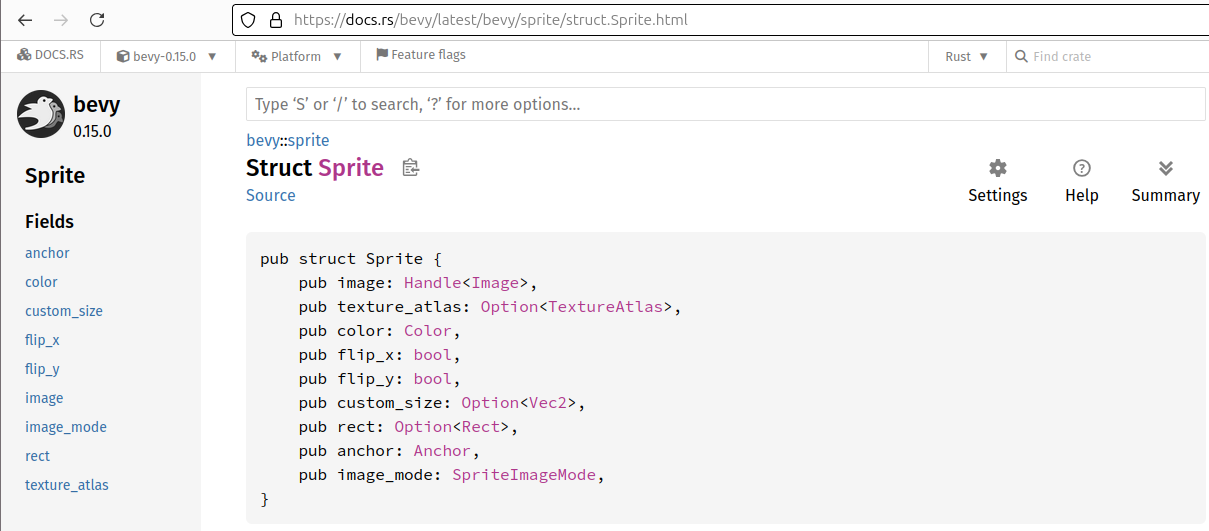 https://docs.rs/bevy/latest/bevy/sprite/struct.Sprite.html
DOCS.RS bevy-0.15.0 Platform Feature flags Rust Find crate
bevy
0.15.0
Sprite
Fields
anchor
color
custom_size
flip_x
flip_y
image
image_mode
rect
texture_atlas
Type ‘S’ or ‘/’ to search, ‘?’ for more options…
bevy::sprite
Struct Sprite
Source
Settings Help Summary
pub struct Sprite {
    pub image: Handle<Image>,
    pub texture_atlas: Option<TextureAtlas>,
    pub color: Color,
    pub flip_x: bool,
    pub flip_y: bool,
    pub custom_size: Option<Vec2>,
    pub rect: Option<Rect>,
    pub anchor: Anchor,
    pub image_mode: SpriteImageMode,
}